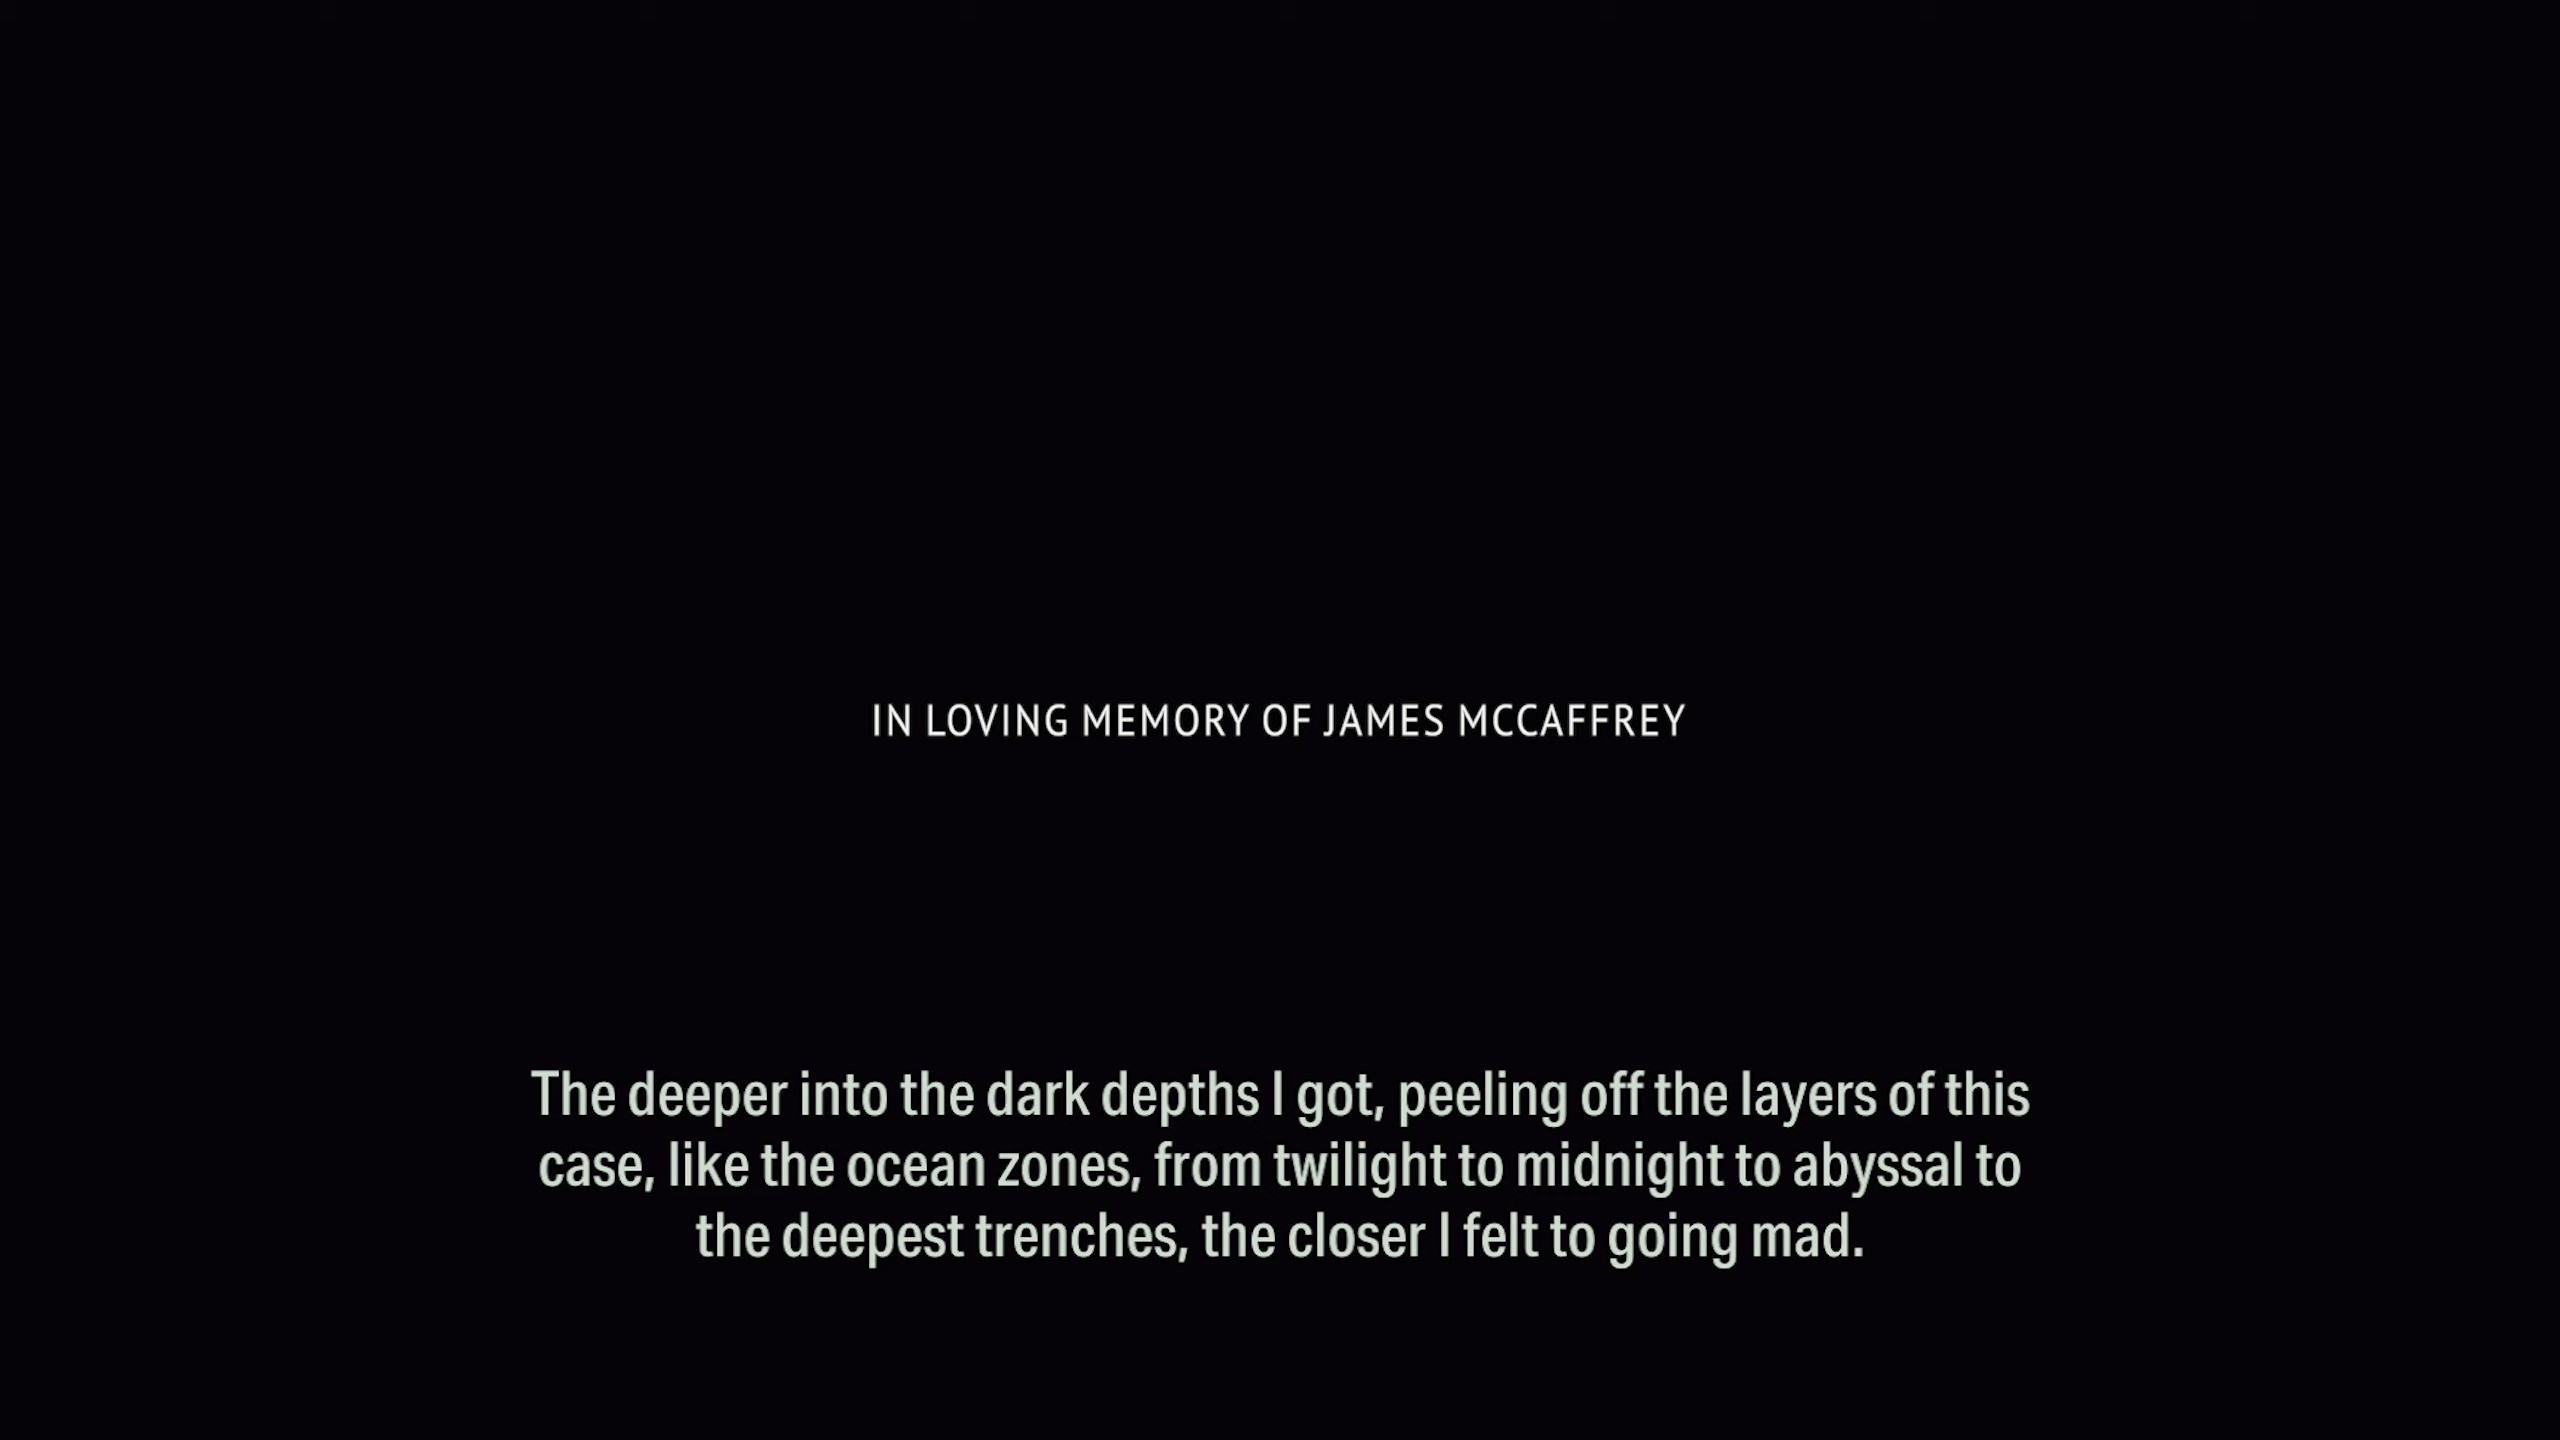 IN LOVING MEMORY OF JAMES MCCAFFREY
The deeper into the dark depths I got, peeling off the layers of this
case, like the ocean zones, from twilight to midnight to abyssal to
the deepest trenches, the closer I felt to going mad.